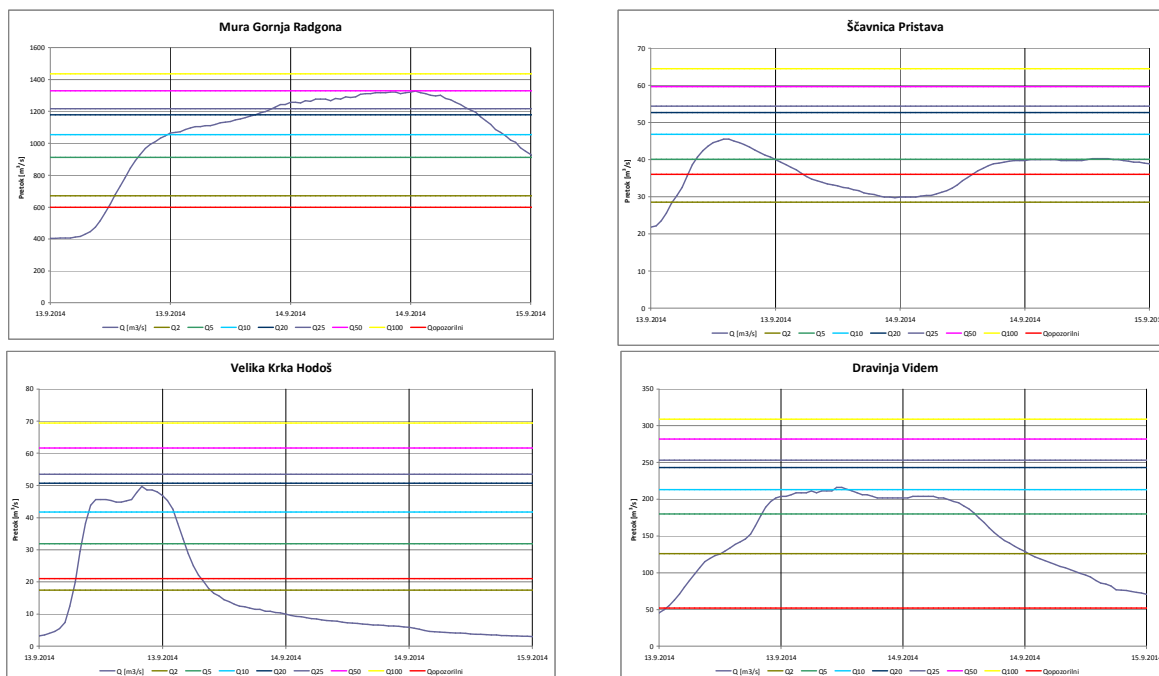 Mura Gornja Radgona
Pretok [m³/s]
1600
1400
1200
1000
800
600
400
200
0
13.9.2014 13.9.2014 14.9.2014 14.9.2014 15.9.2014
Q [m3/s] Q2 Q5 Q10 Q20 Q25 Q50 Q100 Qopozorilni
Ščavnica Pristava
Pretok [m³/s]
70
60
50
40
30
20
10
0
13.9.2014 13.9.2014 14.9.2014 14.9.2014 15.9.2014
Q [m3/s] Q2 Q5 Q10 Q20 Q25 Q50 Q100 Qopozorilni
Velika Krka Hodoš
Pretok [m³/s]
80
70
60
50
40
30
20
10
0
13.9.2014 13.9.2014 14.9.2014 14.9.2014 15.9.2014
Q [m3/s] Q2 Q5 Q10 Q20 Q25 Q50 Q100 Qopozorilni
Dravinja Videm
Pretok [m³/s]
350
300
250
200
150
100
50
0
13.9.2014 13.9.2014 14.9.2014 14.9.2014 15.9.2014
Q [m3/s] Q2 Q5 Q10 Q20 Q25 Q50 Q100 Qopozorilni